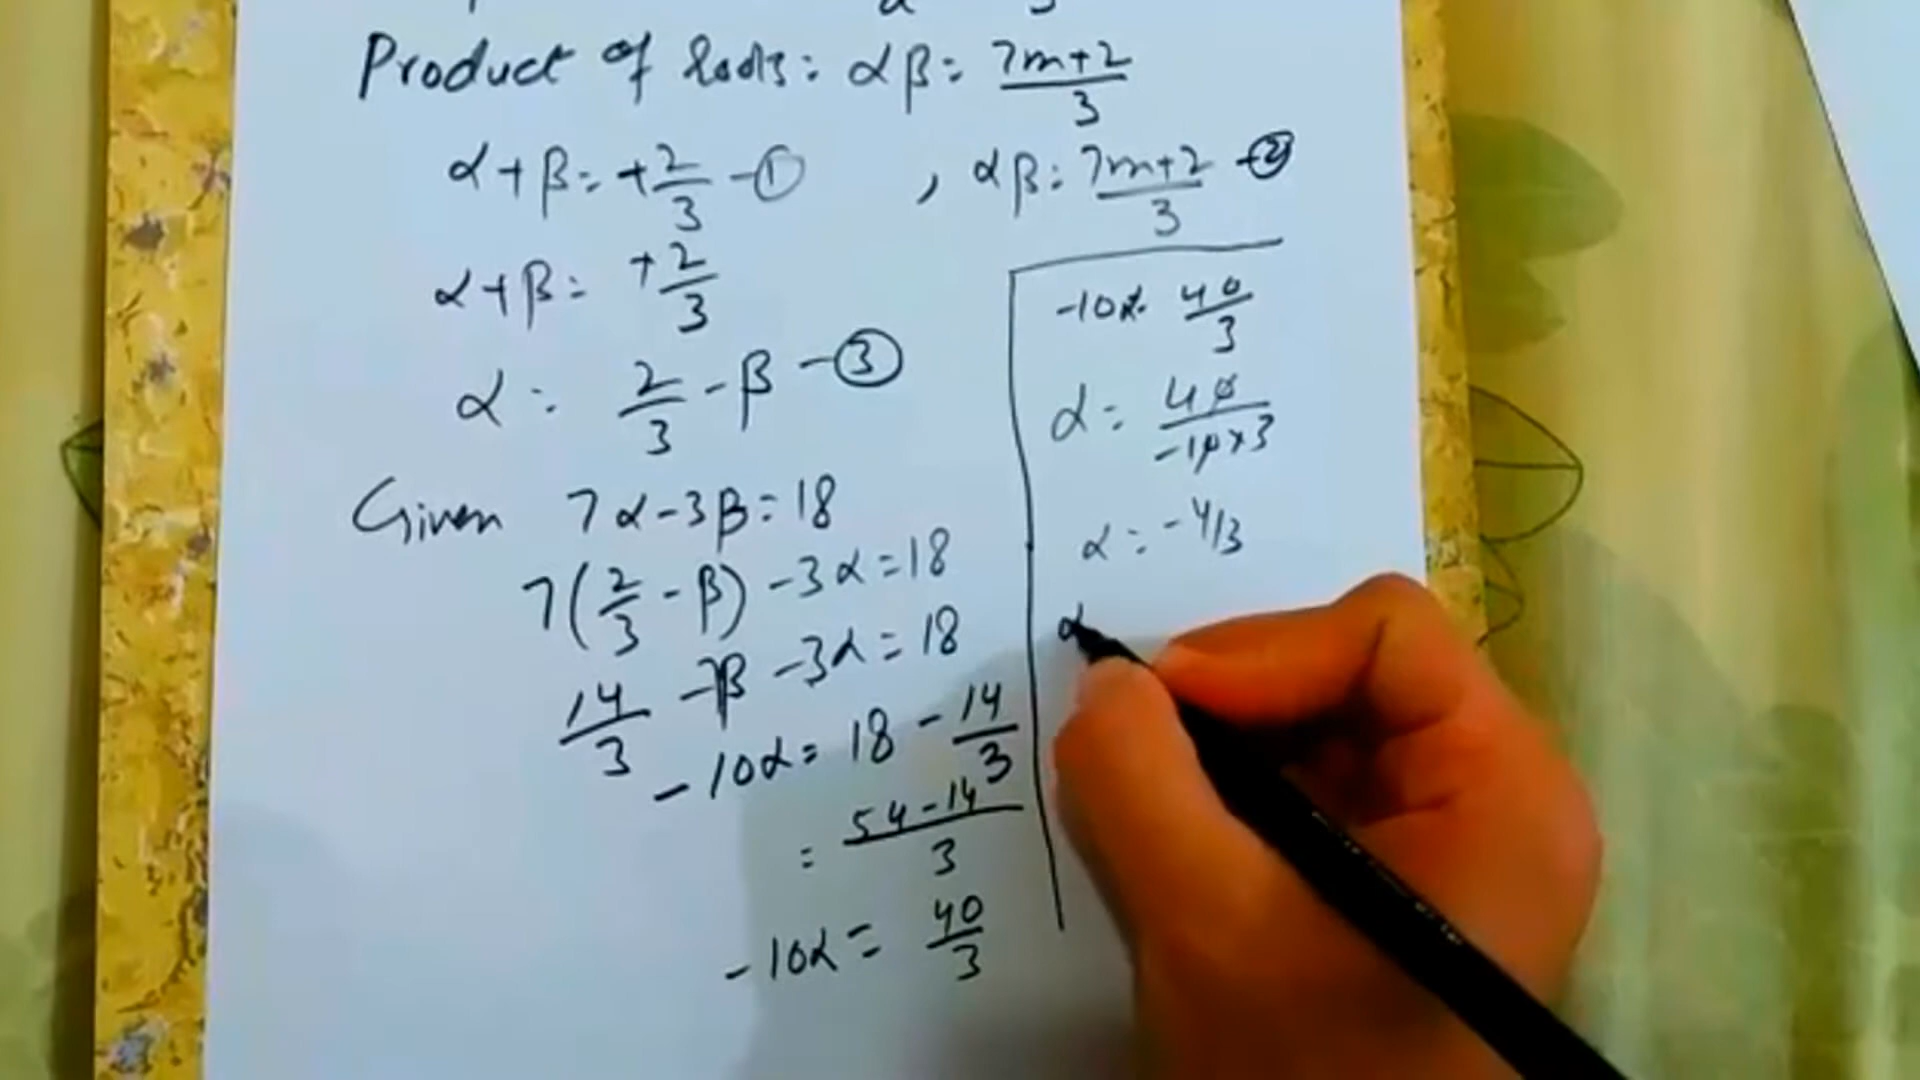 Product of Roots: αβ = 7m+2/3
α+β = +2/3 - ① , αβ = 7m+2/3 - ②
α+β = +2/3
α = 2/3 - β - ③
Given 7α - 3β = 18
7(2/3 - β) - 3α = 18
14/3 - 7β - 3α = 18
- 10α = 18 - 14/3
= 54 - 14/3
- 10α = 40/3
-10α = 40/3
α = 40/-10×3
α = -4/3
α